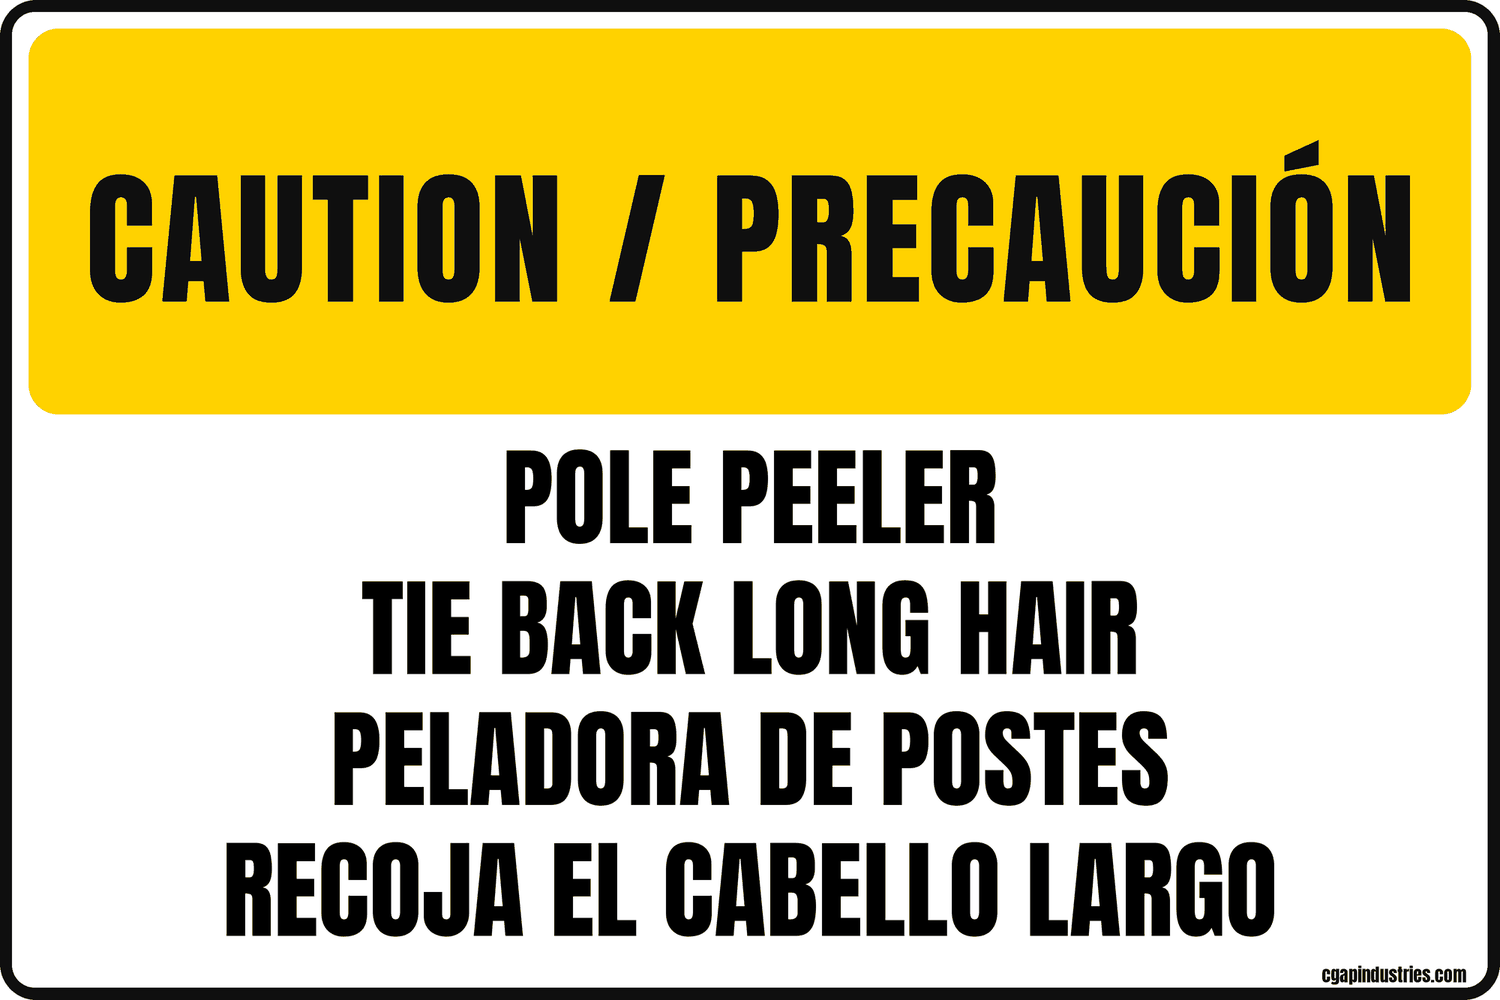 CAUTION / PRECAUCIÓN
POLE PEELER
TIE BACK LONG HAIR
PELADORA DE POSTES
RECOJA EL CABELLO LARGO
cgapindustries.com